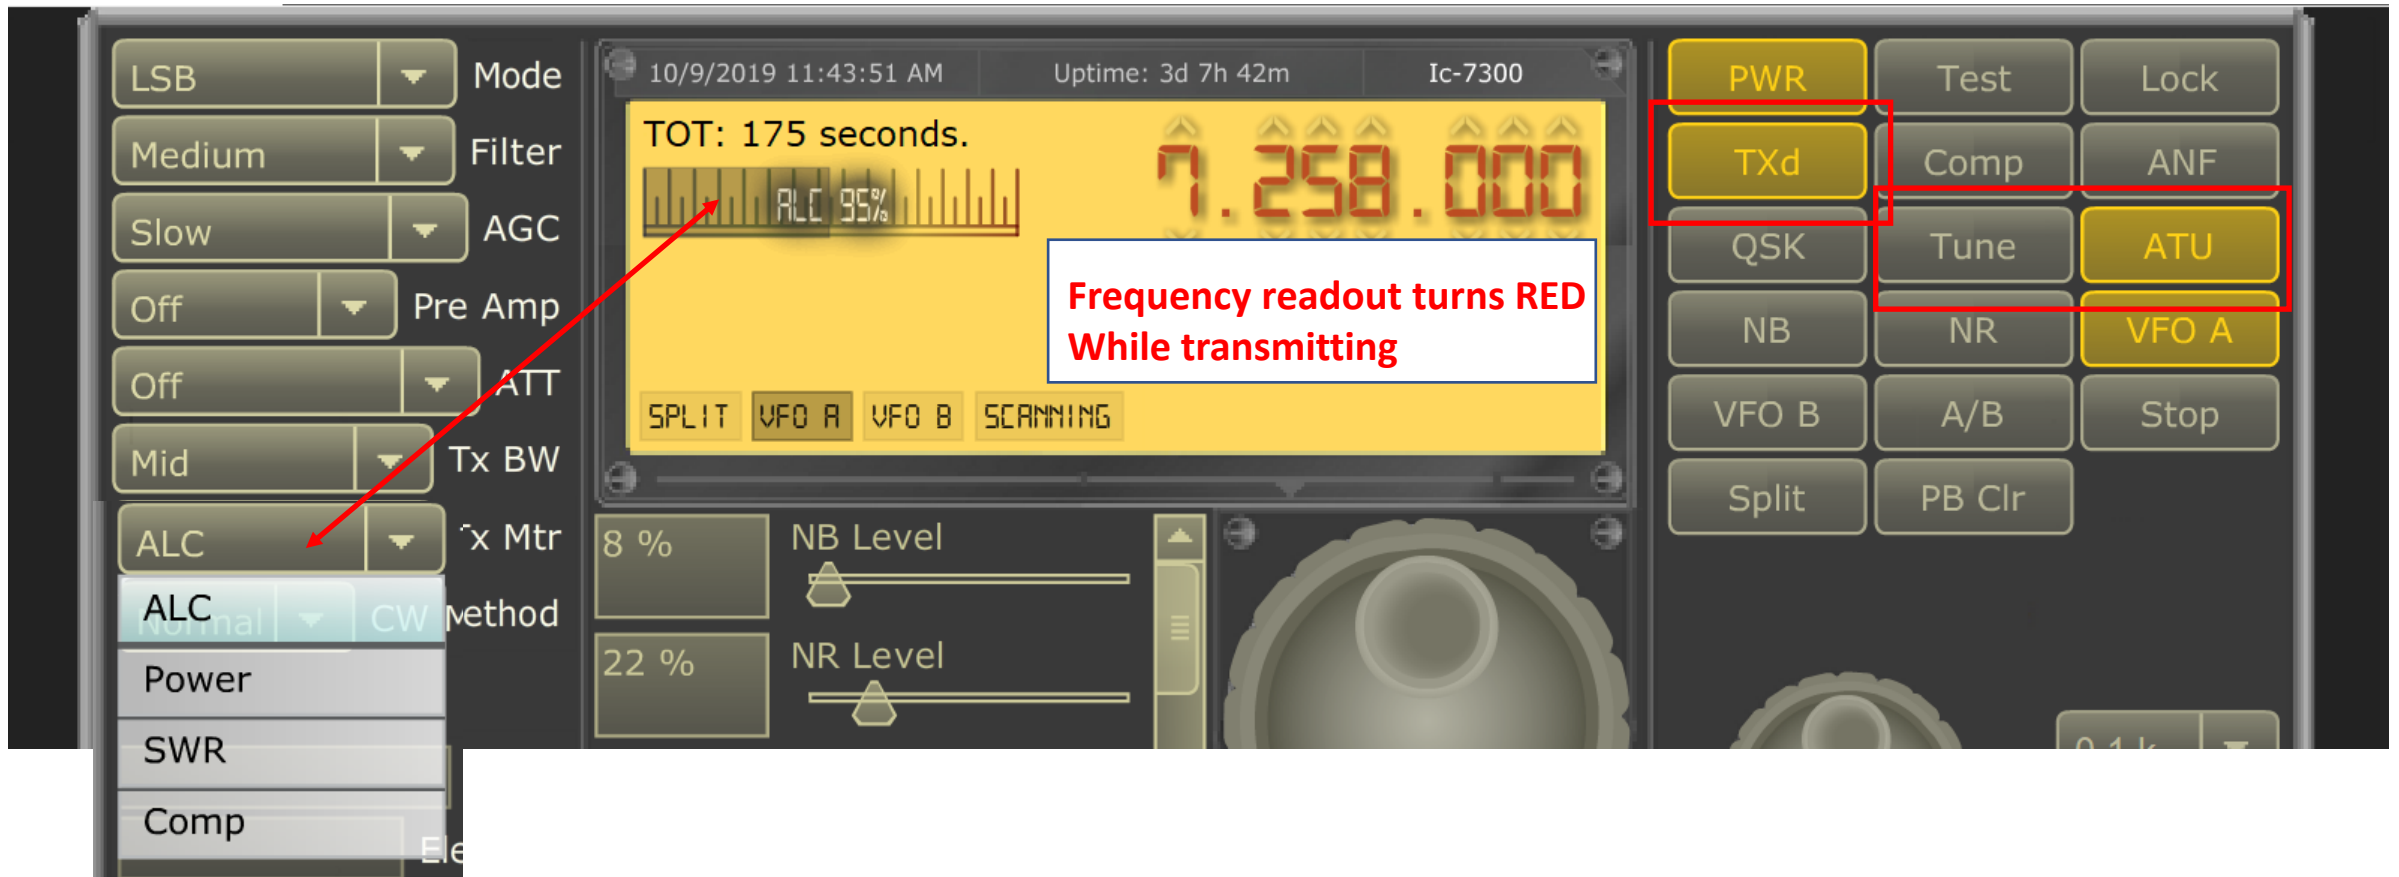 LSB Mode
Medium Filter
Slow AGC
Off Pre Amp
Off ATT
Mid Tx BW
ALC x Mtr
Normal CW Method
ALC
Power
SWR
Comp
10/9/2019 11:43:51 AM Uptime: 3d 7h 42m Ic-7300
TOT: 175 seconds.
ALC 95%
7.258.000
Frequency readout turns RED
While transmitting
SPLIT VFO A VFO B SCANNING
8 % NB Level
22 % NR Level
PWR Test Lock
TXd Comp ANF
QSK Tune ATU
NB NR VFO A
VFO B A/B Stop
Split PB Clr